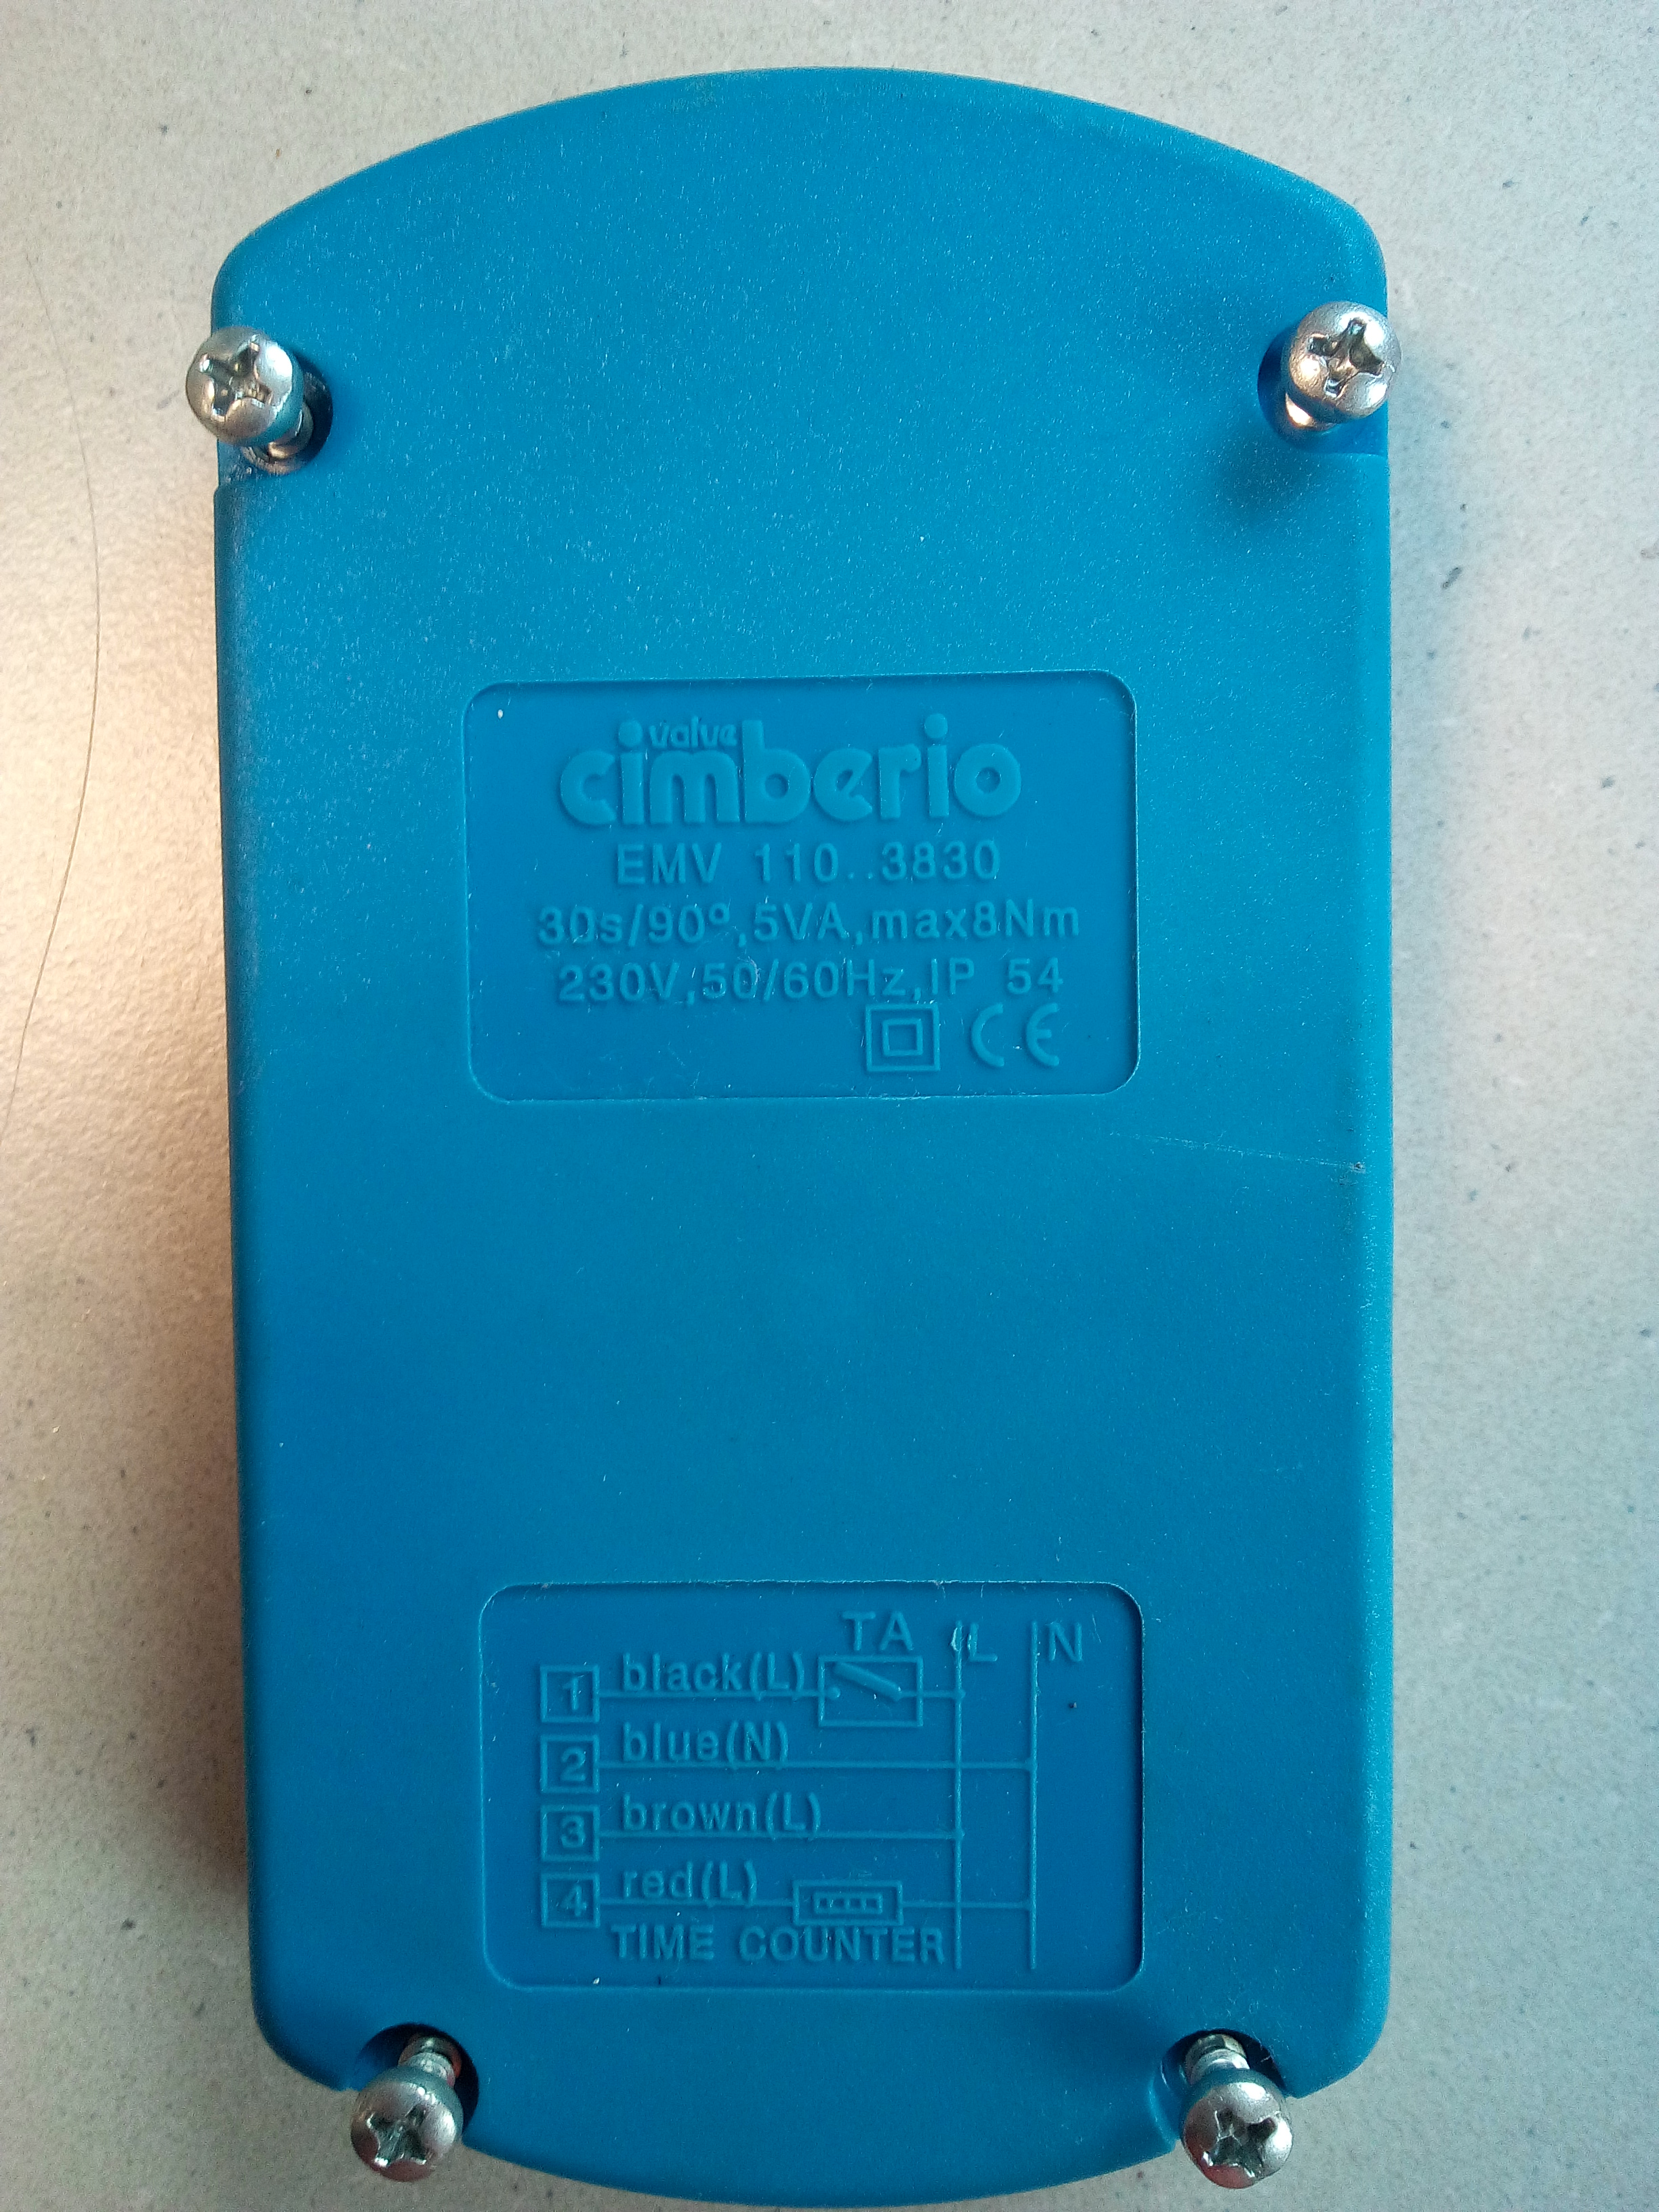 valve
cimberio
EMV 110..3830
30s/90°,5VA,max8Nm
230V,50/60Hz,IP 54
CE
TA L N
1 black(L)
2 blue(N)
3 brown(L)
4 red(L)
TIME COUNTER